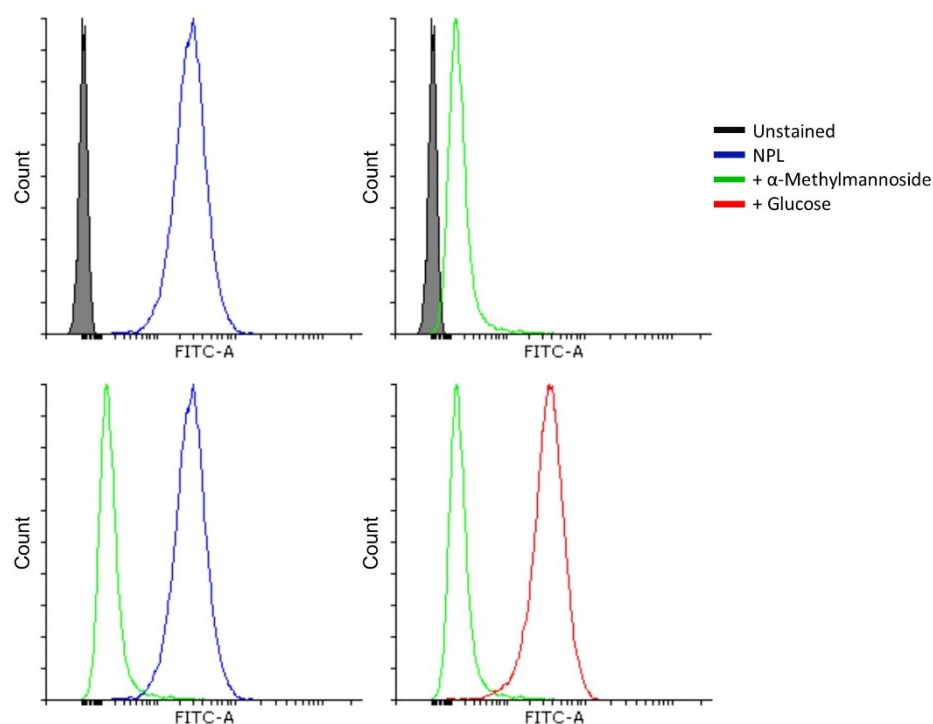 Count
FITC-A
Count
FITC-A
Unstained
NPL
+ α-Methylmannoside
+ Glucose
Count
FITC-A
Count
FITC-A